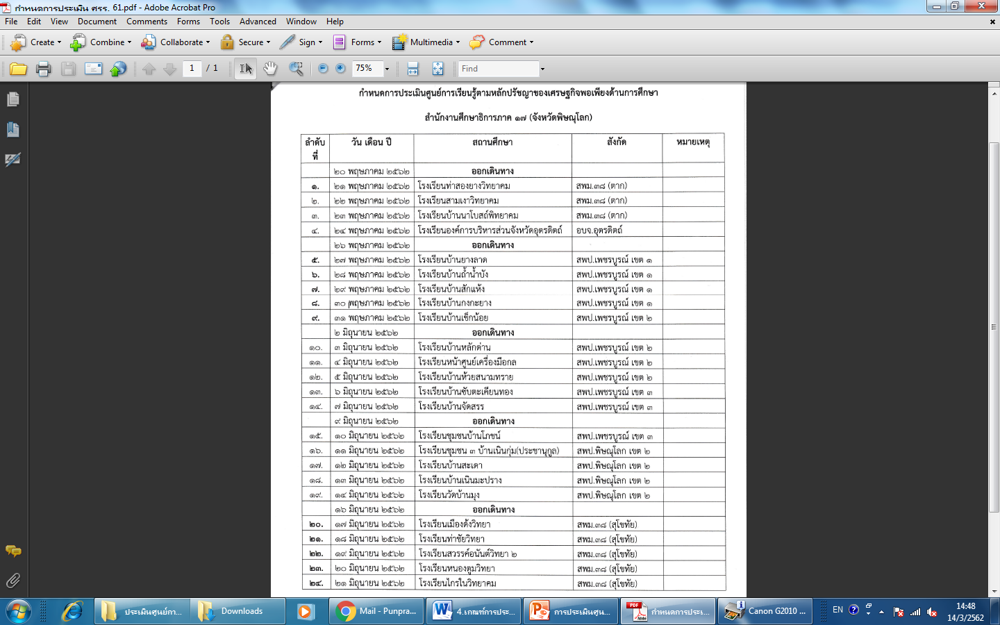 กำหนดการประเมิน ศรร. 61.pdf - Adobe Acrobat Pro
File Edit View Document Comments Forms Tools Advanced Window Help
Create Combine Collaborate Secure Sign Forms Multimedia Comment
1 / 1 75% Find
กำหนดการประเมินศูนย์การเรียนรู้ตามหลักปรัชญาของเศรษฐกิจพอเพียงด้านการศึกษา
สำนักงานศึกษาธิการภาค ๑๗ (จังหวัดพิษณุโลก)
ลำดับที่ วัน เดือน ปี สถานศึกษา สังกัด หมายเหตุ
๒๐ พฤษภาคม ๒๕๖๒ ออกเดินทาง
๑. ๒๑ พฤษภาคม ๒๕๖๒ โรงเรียนท่าสองยางวิทยาคม สพม.๓๘ (ตาก)
๒. ๒๒ พฤษภาคม ๒๕๖๒ โรงเรียนสามเงาวิทยาคม สพม.๓๘ (ตาก)
๓. ๒๓ พฤษภาคม ๒๕๖๒ โรงเรียนบ้านนาโบสถ์พิทยาคม สพม.๓๘ (ตาก)
๔. ๒๔ พฤษภาคม ๒๕๖๒ โรงเรียนองค์การบริหารส่วนจังหวัดอุตรดิตถ์ อบจ.อุตรดิตถ์
๒๖ พฤษภาคม ๒๕๖๒ ออกเดินทาง
๕. ๒๗ พฤษภาคม ๒๕๖๒ โรงเรียนบ้านยางลาด สพป.เพชรบูรณ์ เขต ๑
๖. ๒๘ พฤษภาคม ๒๕๖๒ โรงเรียนบ้านถ้ำน้ำบัง สพป.เพชรบูรณ์ เขต ๑
๗. ๒๙ พฤษภาคม ๒๕๖๒ โรงเรียนบ้านสักแห้ง สพป.เพชรบูรณ์ เขต ๑
๘. ๓๐ พฤษภาคม ๒๕๖๒ โรงเรียนบ้านกงกะยาง สพป.เพชรบูรณ์ เขต ๑
๙. ๓๑ พฤษภาคม ๒๕๖๒ โรงเรียนบ้านเข็กน้อย สพป.เพชรบูรณ์ เขต ๒
๒ มิถุนายน ๒๕๖๒ ออกเดินทาง
๑๐. ๓ มิถุนายน ๒๕๖๒ โรงเรียนบ้านหลักด่าน สพป.เพชรบูรณ์ เขต ๒
๑๑. ๔ มิถุนายน ๒๕๖๒ โรงเรียนหน้าศูนย์เครื่องมือกล สพป.เพชรบูรณ์ เขต ๒
๑๒. ๕ มิถุนายน ๒๕๖๒ โรงเรียนบ้านห้วยสนามทราย สพป.เพชรบูรณ์ เขต ๒
๑๓. ๖ มิถุนายน ๒๕๖๒ โรงเรียนบ้านซับตะเคียนทอง สพป.เพชรบูรณ์ เขต ๓
๑๔. ๗ มิถุนายน ๒๕๖๒ โรงเรียนบ้านจัดสรร สพป.เพชรบูรณ์ เขต ๓
๙ มิถุนายน ๒๕๖๒ ออกเดินทาง
๑๕. ๑๐ มิถุนายน ๒๕๖๒ โรงเรียนชุมชนบ้านโภชน์ สพป.เพชรบูรณ์ เขต ๓
๑๖. ๑๑ มิถุนายน ๒๕๖๒ โรงเรียนชุมชน ๓ บ้านเนินกุ่ม(ประชานุกูล) สพป.พิษณุโลก เขต ๒
๑๗. ๑๒ มิถุนายน ๒๕๖๒ โรงเรียนบ้านสะเดา สพป.พิษณุโลก เขต ๒
๑๘. ๑๓ มิถุนายน ๒๕๖๒ โรงเรียนบ้านเนินมะปราง สพป.พิษณุโลก เขต ๒
๑๙. ๑๔ มิถุนายน ๒๕๖๒ โรงเรียนวัดบ้านมุง สพป.พิษณุโลก เขต ๒
๑๖ มิถุนายน ๒๕๖๒ ออกเดินทาง
๒๐. ๑๗ มิถุนายน ๒๕๖๒ โรงเรียนเมืองด้งวิทยา สพม.๓๘ (สุโขทัย)
๒๑. ๑๘ มิถุนายน ๒๕๖๒ โรงเรียนท่าชัยวิทยา สพม.๓๘ (สุโขทัย)
๒๒. ๑๙ มิถุนายน ๒๕๖๒ โรงเรียนสวรรค์อนันต์วิทยา ๒ สพม.๓๘ (สุโขทัย)
๒๓. ๒๐ มิถุนายน ๒๕๖๒ โรงเรียนหนองตูมวิทยา สพม.๓๘ (สุโขทัย)
๒๔. ๒๑ มิถุนายน ๒๕๖๒ โรงเรียนไกรในวิทยาคม สพม.๓๘ (สุโขทัย)
ประเมินศูนย์กา... Downloads Mail - Punpra... 4.เกณฑ์การประ... การประเมินศูน... กำหนดการประเ... Canon G2010 ... EN 14:48
14/3/2562